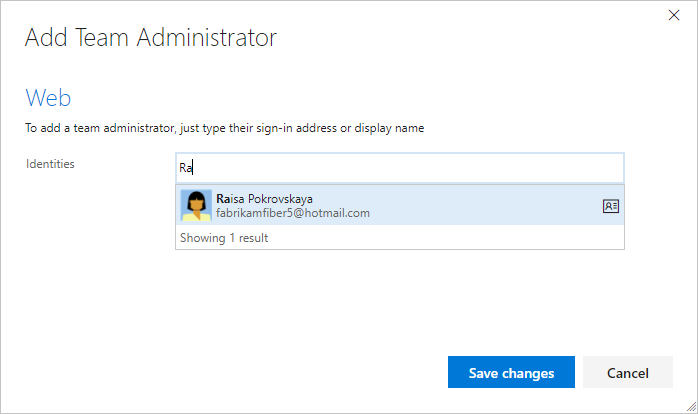 Add Team Administrator
Web
To add a team administrator, just type their sign-in address or display name
Identities
Ra
Raisa Pokrovskaya
fabrikamfiber5@hotmail.com
Showing 1 result
Save changes
Cancel